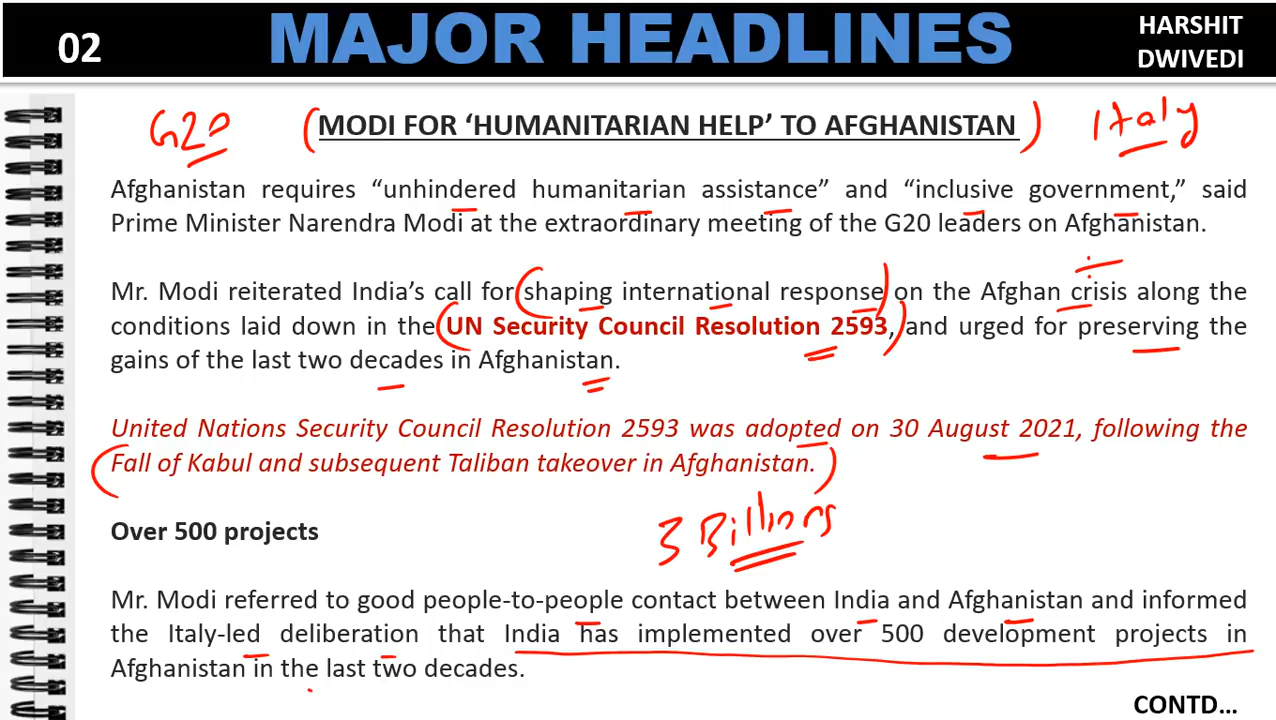 02
MAJOR HEADLINES
HARSHIT
DWIVEDI
G20
MODI FOR ‘HUMANITARIAN HELP’ TO AFGHANISTAN
Italy
Afghanistan requires “unhindered humanitarian assistance” and “inclusive government,” said
Prime Minister Narendra Modi at the extraordinary meeting of the G20 leaders on Afghanistan.
Mr. Modi reiterated India’s call for shaping international response on the Afghan crisis along the
conditions laid down in the UN Security Council Resolution 2593, and urged for preserving the
gains of the last two decades in Afghanistan.
United Nations Security Council Resolution 2593 was adopted on 30 August 2021, following the
Fall of Kabul and subsequent Taliban takeover in Afghanistan.
3 Billions
Over 500 projects
Mr. Modi referred to good people-to-people contact between India and Afghanistan and informed
the Italy-led deliberation that India has implemented over 500 development projects in
Afghanistan in the last two decades.
CONTD...